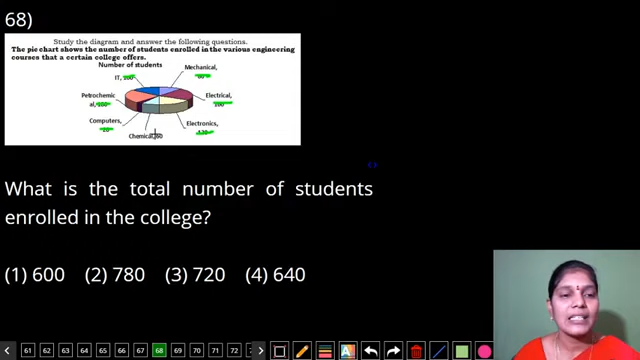 68)
Study the diagram and answer the following questions.
The pie chart shows the number of students enrolled in the various engineering
courses that a certain college offers.
Number of students
IT, 100
Mechanical,
Petrochemic
al, 100
Electrical,
100
Computers,
Electronics,
120
Chemical,
What is the total number of students
enrolled in the college?
(1) 600 (2) 780 (3) 720 (4) 640
61 62 63 64 65 66 67 68 69 70 71 72 7
A